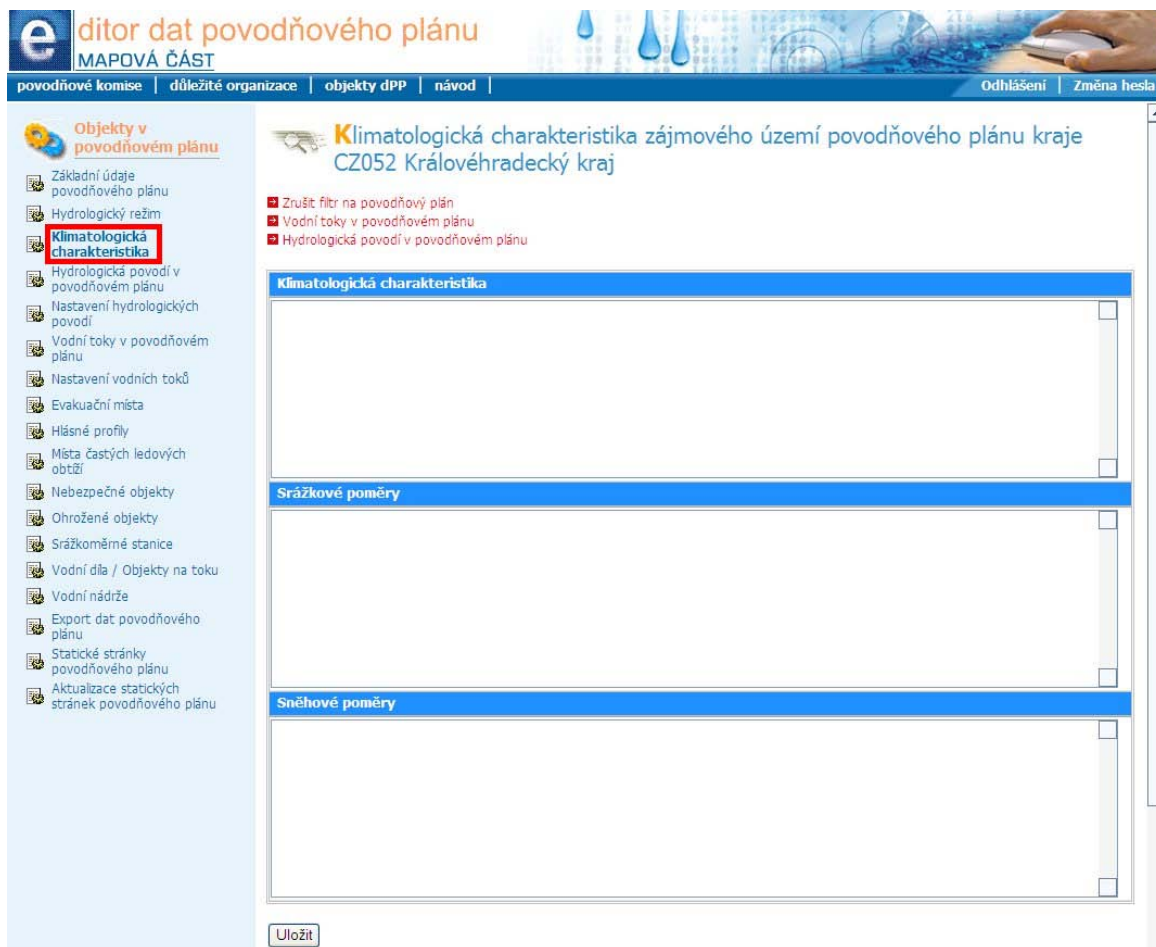 editor dat povodňového plánu
MAPOVÁ ČÁST
povodňové komise | důležité organizace | objekty dPP | návod |
Odhlášení | Změna hesla
Objekty v
povodňovém plánu
Základní údaje
povodňového plánu
Hydrologický režim
Klimatologická
charakteristika
Hydrologická povodí v
povodňovém plánu
Nastavení hydrologických
povodí
Vodní toky v povodňovém
plánu
Nastavení vodních toků
Evakuační místa
Hlásné profily
Místa častých ledových
obtíží
Nebezpečné objekty
Ohrožené objekty
Srážkoměrné stanice
Vodní díla / Objekty na toku
Vodní nádrže
Export dat povodňového
plánu
Statické stránky
povodňového plánu
Aktualizace statických
stránek povodňového plánu
Klimatologická charakteristika zájmového území povodňového plánu kraje
CZ052 Královéhradecký kraj
Zrušit filtr na povodňový plán
Vodní toky v povodňovém plánu
Hydrologická povodí v povodňovém plánu
Klimatologická charakteristika
Srážkové poměry
Sněhové poměry
Uložit